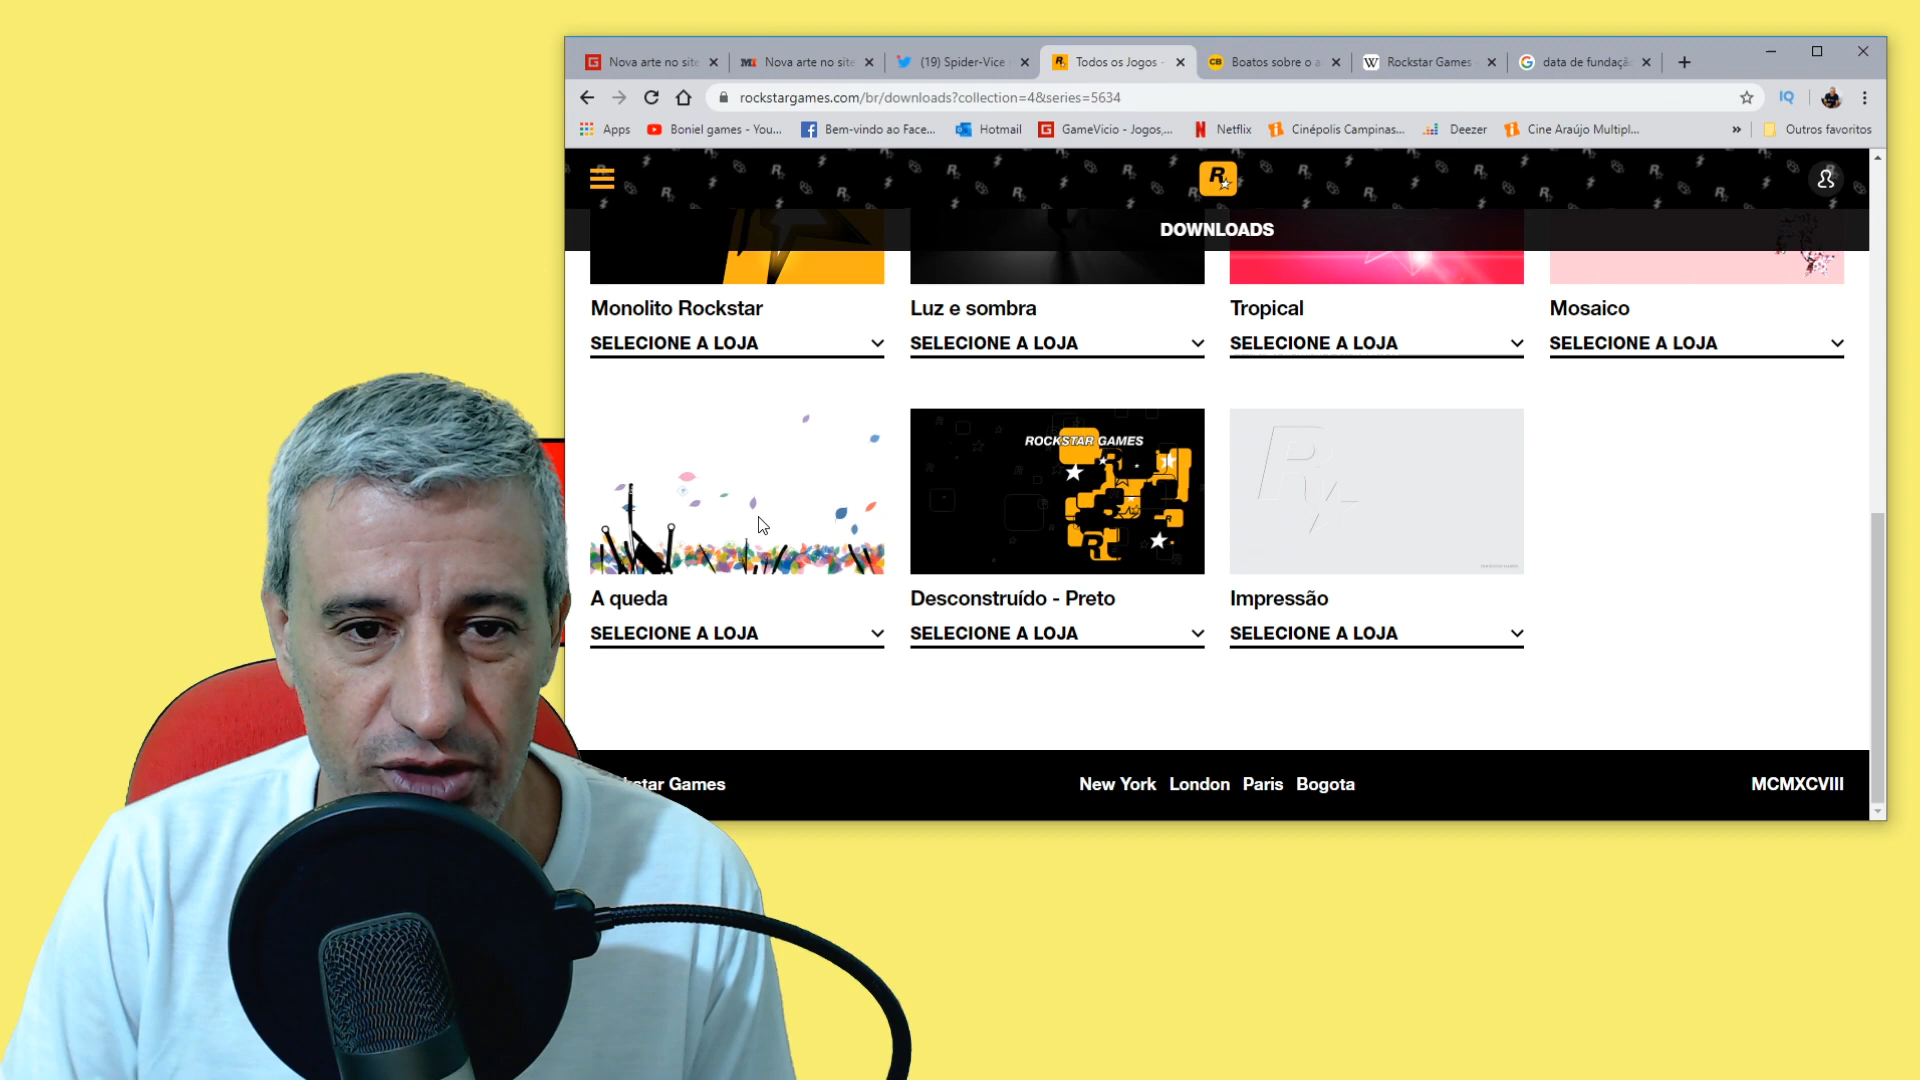 Nova arte no site
Nova arte no site
(19) Spider-Vice
Todos os Jogos -
Boatos sobre o a
Rockstar Games
data de fundaçã
rockstargames.com/br/downloads?collection=4&series=5634
Apps
Boniel games - You...
Bem-vindo ao Face...
Hotmail
GameVicio - Jogos,...
Netflix
Cinépolis Campinas...
Deezer
Cine Araújo Multipl...
»
Outros favoritos
DOWNLOADS
Monolito Rockstar
Luz e sombra
Tropical
Mosaico
SELECIONE A LOJA
SELECIONE A LOJA
SELECIONE A LOJA
SELECIONE A LOJA
ROCKSTAR GAMES
A queda
Desconstruído - Preto
Impressão
SELECIONE A LOJA
SELECIONE A LOJA
SELECIONE A LOJA
Games
New York London Paris Bogota
MCMXCVIII